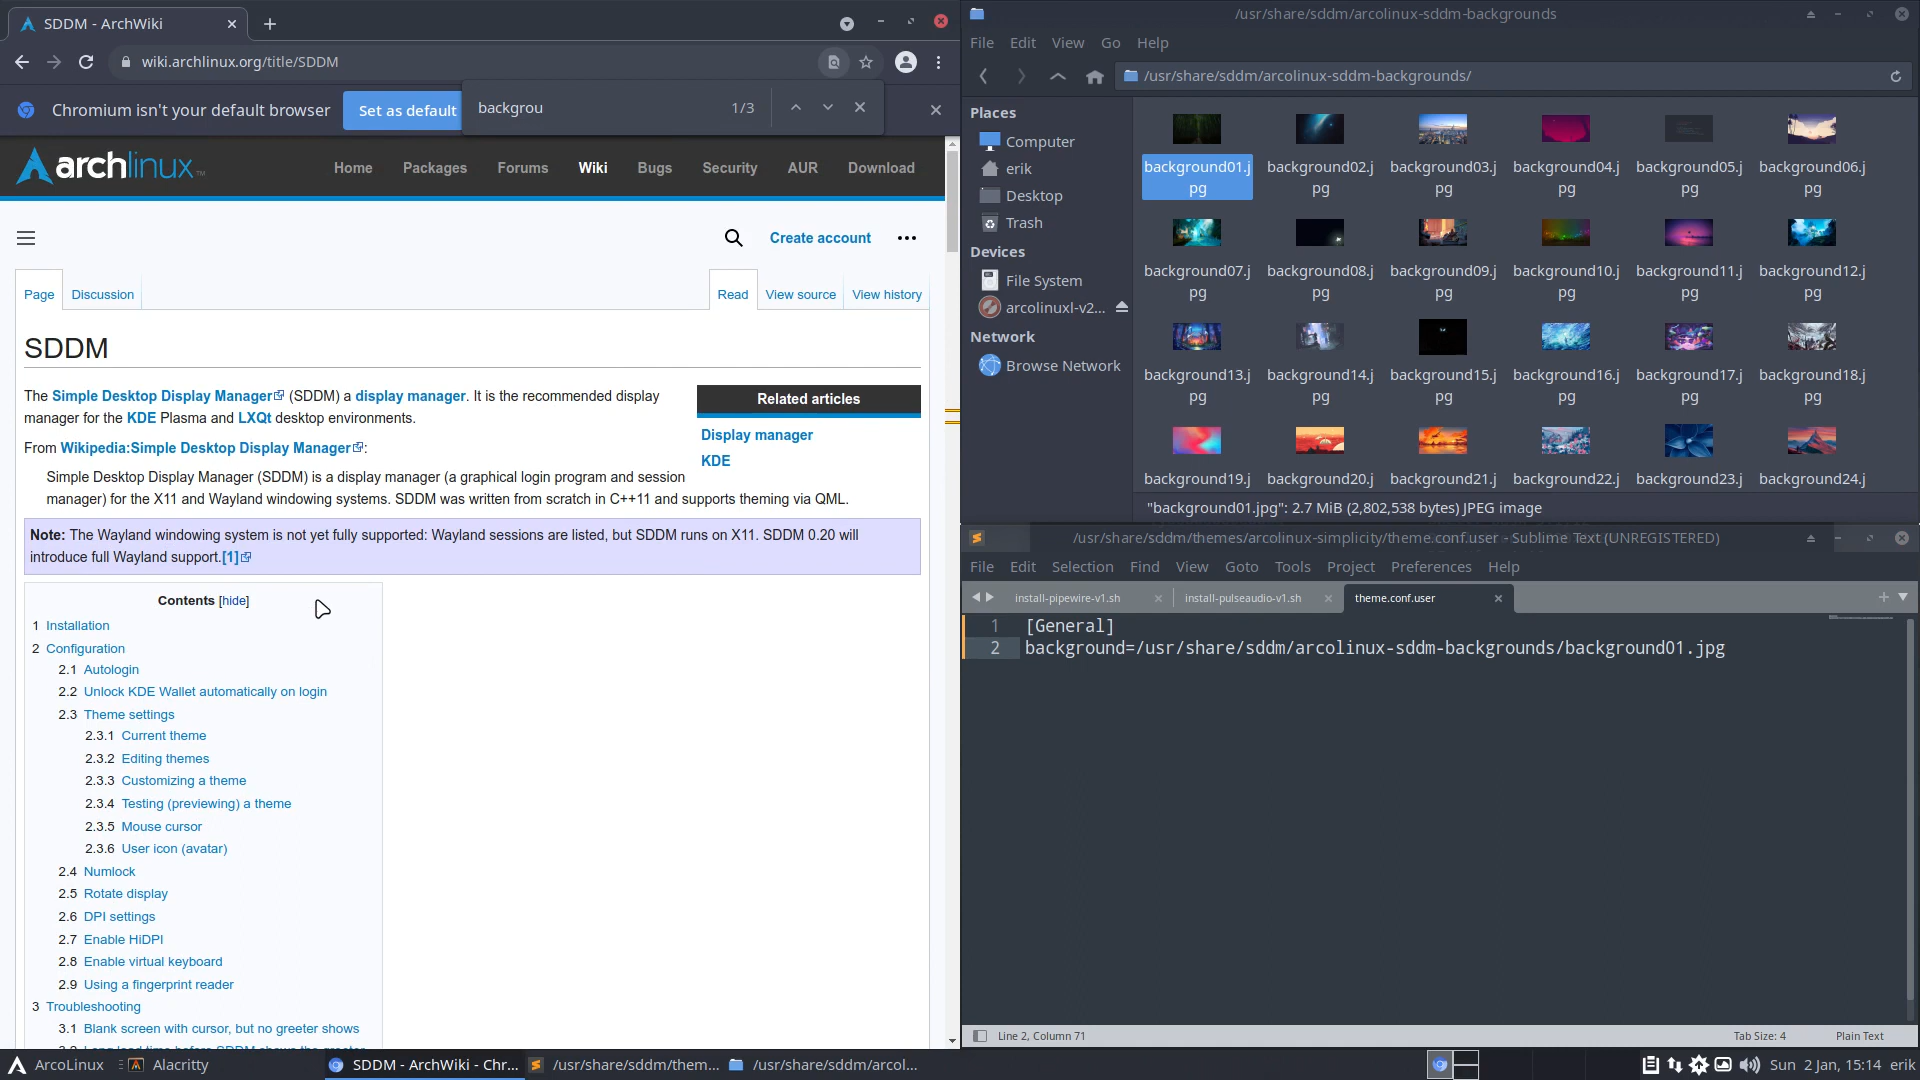 SDDM - ArchWiki
wiki.archlinux.org/title/SDDM
Chromium isn't your default browser
Set as default
backgrou
1/3
archlinux
Home
Packages
Forums
Wiki
Bugs
Security
AUR
Download
Create account
Page
Discussion
Read
View source
View history
SDDM
The Simple Desktop Display Manager (SDDM) a display manager. It is the recommended display
manager for the KDE Plasma and LXQt desktop environments.
From Wikipedia:Simple Desktop Display Manager:
Simple Desktop Display Manager (SDDM) is a display manager (a graphical login program and session
manager) for the X11 and Wayland windowing systems. SDDM was written from scratch in C++11 and supports theming via QML.
Related articles
Display manager
KDE
Note: The Wayland windowing system is not yet fully supported: Wayland sessions are listed, but SDDM runs on X11. SDDM 0.20 will
introduce full Wayland support.[1]
Contents [hide]
1 Installation
2 Configuration
2.1 Autologin
2.2 Unlock KDE Wallet automatically on login
2.3 Theme settings
2.3.1 Current theme
2.3.2 Editing themes
2.3.3 Customizing a theme
2.3.4 Testing (previewing) a theme
2.3.5 Mouse cursor
2.3.6 User icon (avatar)
2.4 Numlock
2.5 Rotate display
2.6 DPI settings
2.7 Enable HiDPI
2.8 Enable virtual keyboard
2.9 Using a fingerprint reader
3 Troubleshooting
3.1 Blank screen with cursor, but no greeter shows
/usr/share/sddm/arcolinux-sddm-backgrounds
File
Edit
View
Go
Help
/usr/share/sddm/arcolinux-sddm-backgrounds/
Places
Computer
erik
Desktop
Trash
Devices
File System
arcolinuxl-v2...
Network
Browse Network
background01.j
pg
background02.j
pg
background03.j
pg
background04.j
pg
background05.j
pg
background06.j
pg
background07.j
pg
background08.j
pg
background09.j
pg
background10.j
pg
background11.j
pg
background12.j
pg
background13.j
pg
background14.j
pg
background15.j
pg
background16.j
pg
background17.j
pg
background18.j
pg
background19.j
background20.j
background21.j
background22.j
background23.j
background24.j
"background01.jpg": 2.7 MiB (2,802,538 bytes) JPEG image
/usr/share/sddm/themes/arcolinux-simplicity/theme.conf.user - Sublime Text (UNREGISTERED)
File
Edit
Selection
Find
View
Goto
Tools
Project
Preferences
Help
install-pipewire-v1.sh
install-pulseaudio-v1.sh
theme.conf.user
1 [General]
2 background=/usr/share/sddm/arcolinux-sddm-backgrounds/background01.jpg
Line 2, Column 71
Tab Size: 4
Plain Text
ArcoLinux
Alacritty
SDDM - ArchWiki - Chr...
/usr/share/sddm/them...
/usr/share/sddm/arcol...
Sun 2 Jan, 15:14 erik